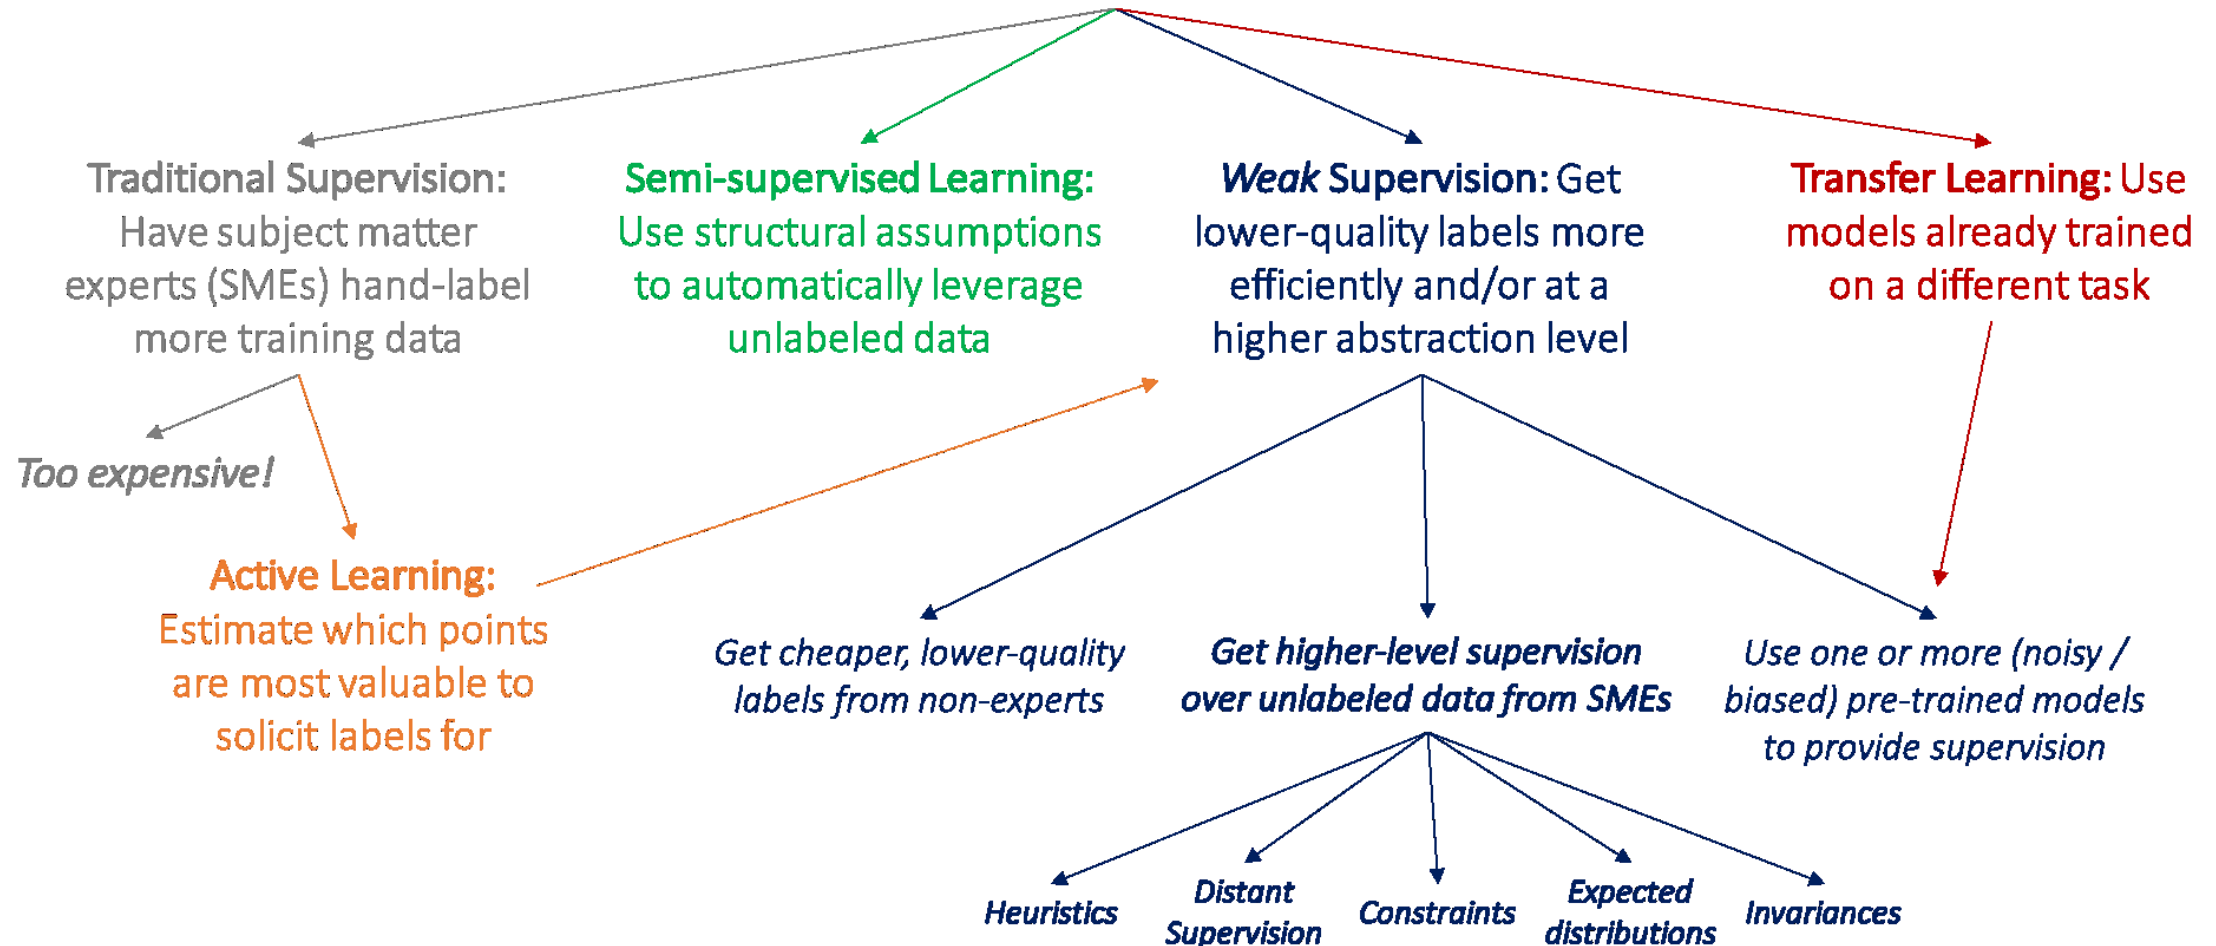 Traditional Supervision:
Have subject matter
experts (SMEs) hand-label
more training data
Semi-supervised Learning:
Use structural assumptions
to automatically leverage
unlabeled data
Weak Supervision: Get
lower-quality labels more
efficiently and/or at a
higher abstraction level
Transfer Learning: Use
models already trained
on a different task
Too expensive!
Active Learning:
Estimate which points
are most valuable to
solicit labels for
Get cheaper, lower-quality
labels from non-experts
Get higher-level supervision
over unlabeled data from SMEs
Use one or more (noisy /
biased) pre-trained models
to provide supervision
Heuristics
Distant
Supervision
Constraints
Expected
distributions
Invariances